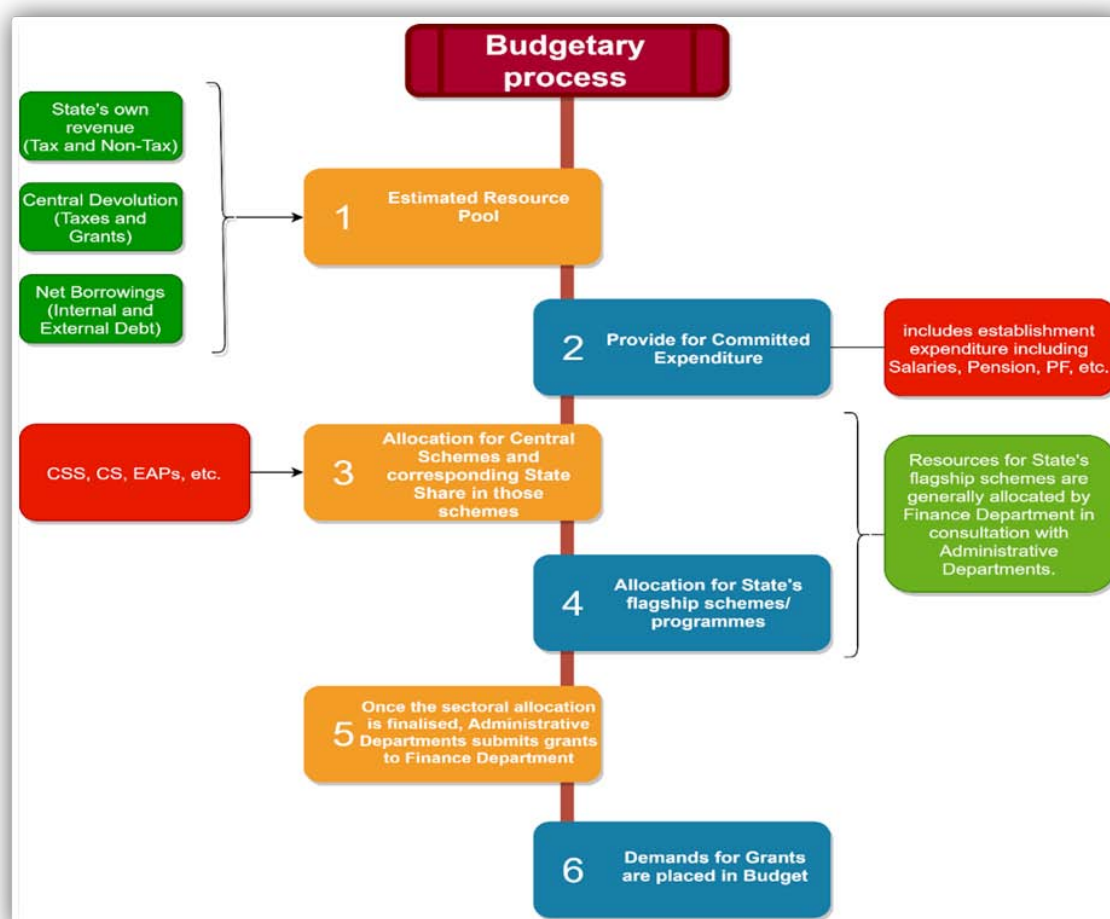 Budgetary
process
State's own
revenue
(Tax and Non-Tax)
Central Devolution
(Taxes and
Grants)
Net Borrowings
(Internal and
External Debt)
1
Estimated Resource
Pool
2
Provide for Committed
Expenditure
includes establishment
expenditure including
Salaries, Pension, PF, etc.
CSS, CS, EAPs, etc.
3
Allocation for Central
Schemes and
corresponding State
Share in those
schemes
Resources for State's
flagship schemes are
generally allocated by
Finance Department in
consultation with
Administrative
Departments.
4
Allocation for State's
flagship schemes/
programmes
5
Once the sectoral allocation
is finalised, Administrative
Departments submits grants
to Finance Department
6
Demands for Grants
are placed in Budget